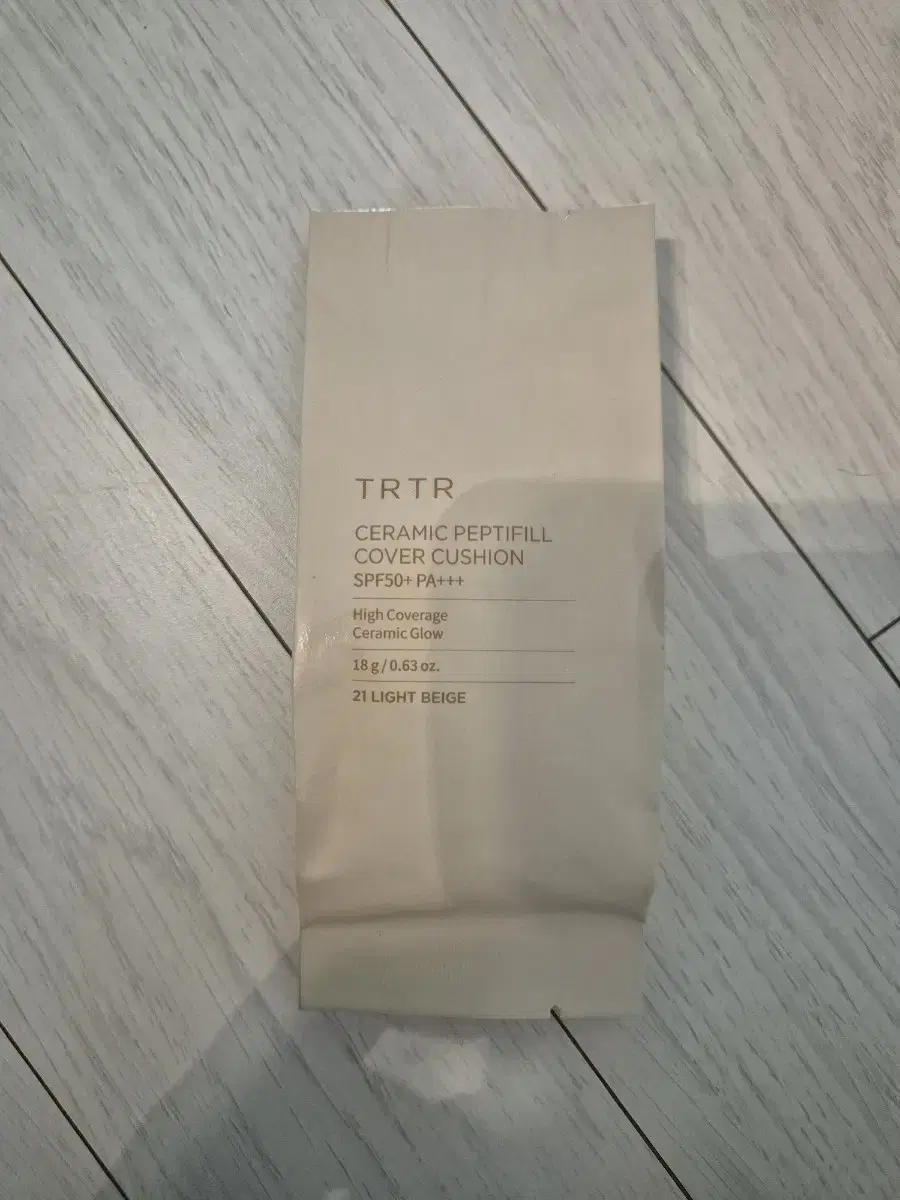 TRTR
CERAMIC PEPTIFILL
COVER CUSHION
SPF50+ PA+++
High Coverage
Ceramic Glow
18 g / 0.63 oz.
21 LIGHT BEIGE